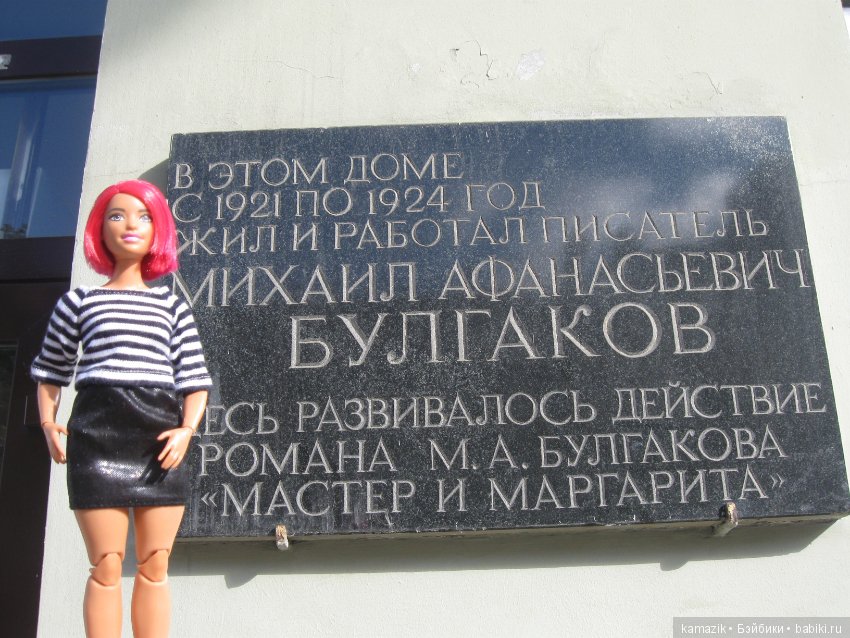 В ЭТОМ ДОМЕ
С 1921 ПО 1924 ГОД
ЖИЛ И РАБОТАЛ ПИСАТЕЛЬ
МИХАИЛ АФАНАСЬЕВИЧ
БУЛГАКОВ
ДЕСЬ РАЗВИВАЛОСЬ ДЕЙСТВИЕ
РОМАНА М. А. БУЛГАКОВА
«МАСТЕР И МАРГАРИТА»
kamazik • Бэйбики • babiki.ru